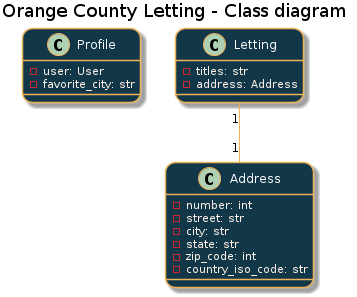 Orange County Letting - Class diagram
C Profile
user: User
favorite_city: str
C Letting
titles: str
address: Address
1
1
C Address
number: int
street: str
city: str
state: str
zip_code: int
country_iso_code: str